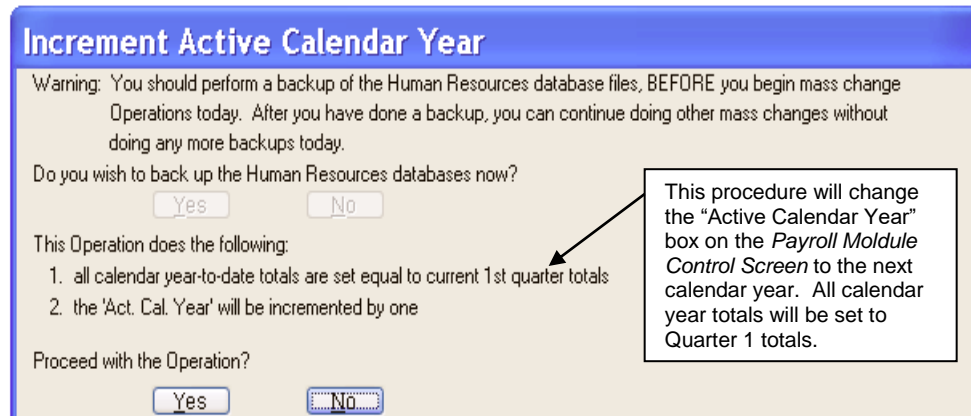 Increment Active Calendar Year
Warning: You should perform a backup of the Human Resources database files, BEFORE you begin mass change
Operations today. After you have done a backup, you can continue doing other mass changes without
doing any more backups today.
Do you wish to back up the Human Resources databases now?
Yes No
This Operation does the following:
1. all calendar year-to-date totals are set equal to current 1st quarter totals
2. the 'Act. Cal. Year' will be incremented by one
Proceed with the Operation?
Yes No
This procedure will change
the “Active Calendar Year”
box on the Payroll Moldule
Control Screen to the next
calendar year. All calendar
year totals will be set to
Quarter 1 totals.